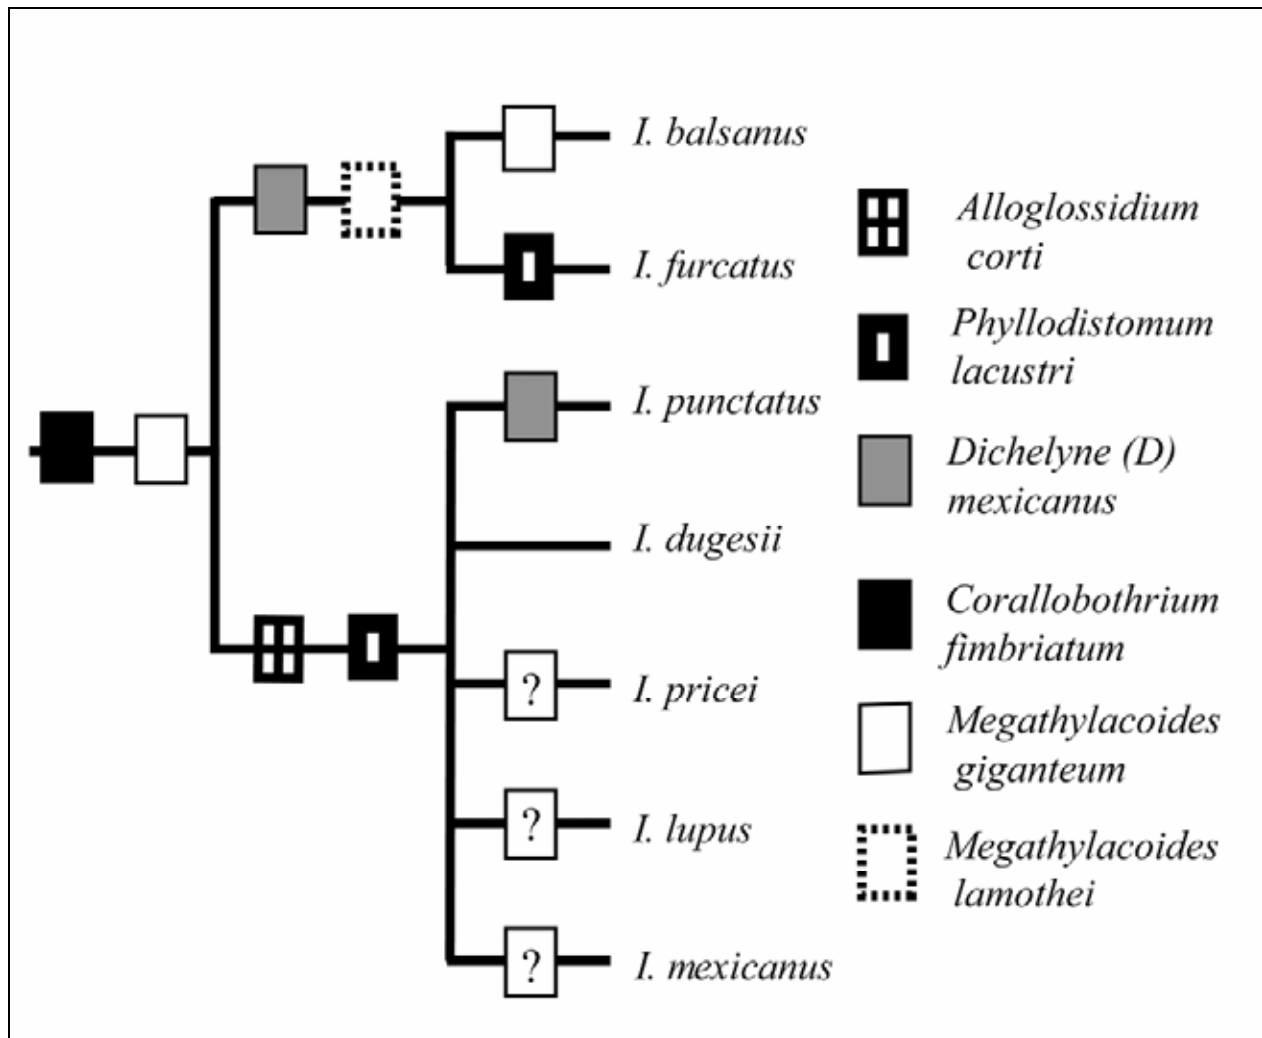 I. balsanus
I. furcatus
I. punctatus
I. dugesii
?
I. pricei
?
I. lupus
?
I. mexicanus
Alloglossidium
corti
Phyllodistomum
lacustri
Dichelyne (D)
mexicanus
Corallobothrium
fimbriatum
Megathylacoides
giganteum
Megathylacoides
lamothei